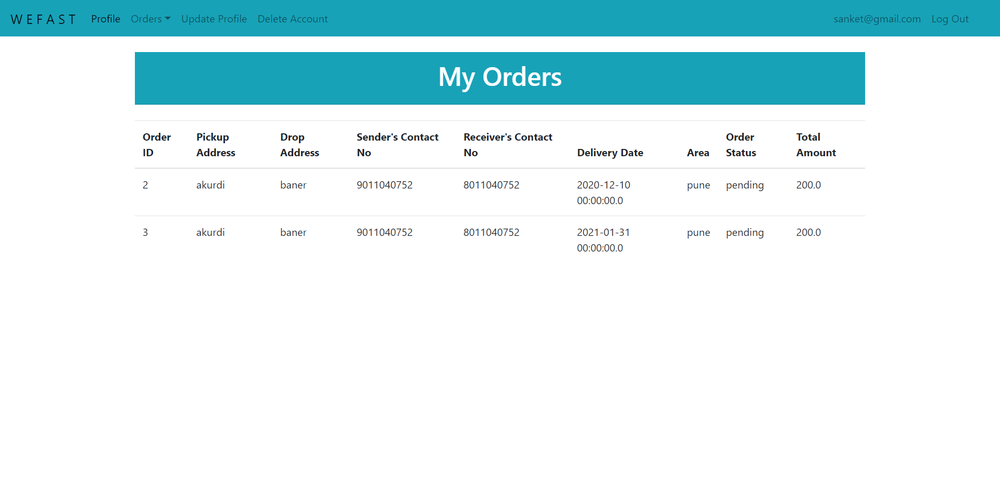 W E F A S T Profile Orders Update Profile Delete Account sanket@gmail.com Log Out
My Orders
Order ID Pickup Address Drop Address Sender's Contact No Receiver's Contact No Delivery Date Area Order Status Total Amount
2 akurdi baner 9011040752 8011040752 2020-12-10 00:00:00.0 pune pending 200.0
3 akurdi baner 9011040752 8011040752 2021-01-31 00:00:00.0 pune pending 200.0